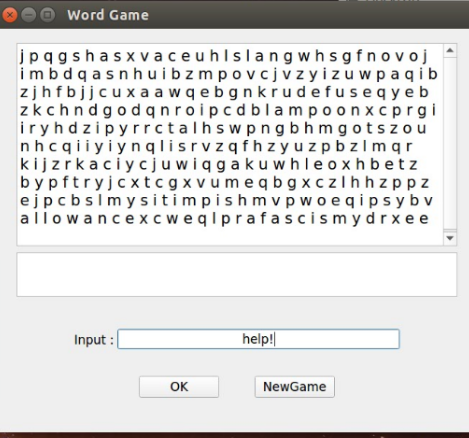 Word Game
j p q g s h a s x v a c e u h l s l a n g w h s g f n o v o j
i m b d q a s n h u i b z m p o v c j v z y i z u w p a q i b
z j h f b j j c u x a a w q e b g n k r u d e f u s e q y e b
z k c h n d g o d q n r o i p c d b l a m p o o n x c p r g i
i r y h d z i p y r r c t a l h s w p n g b h m g o t s z o u
n h c q i i y i y n q l i s r v z q f h z y u z p b z l m q r
k i j z r k a c i y c j u w i q g a k u w h l e o x h b e t z
b y p f t r y j c x t c g x v u m e q b g x c z l h h z p p z
e j p c b s l m y s i t i m p i s h m v p w o e q i p s y b v
a l l o w a n c e x c w e q l p r a f a s c i s m y d r x e e
Input : help!
OK NewGame